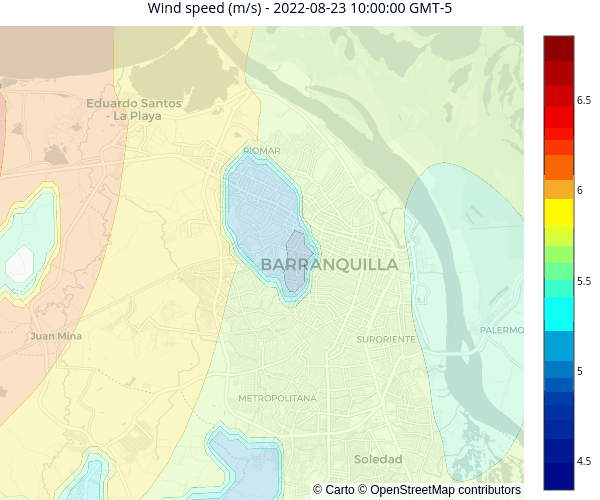 Wind speed (m/s) - 2022-08-23 10:00:00 GMT-5
Eduardo Santos
- La Playa
RIOMAR
BARRANQUILLA
Juan Mina
SURORIENTE
PALERMO
METROPOLITANA
Soledad
© Carto © OpenStreetMap contributors
6.5
6
5.5
5
4.5